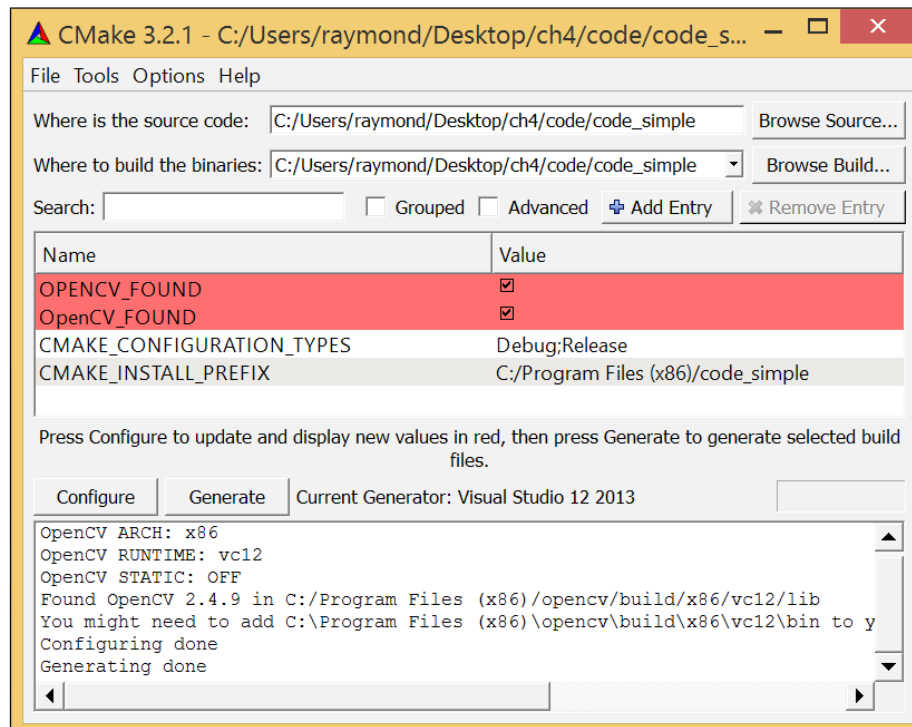 CMake 3.2.1 - C:/Users/raymond/Desktop/ch4/code/code_s...
File Tools Options Help
Where is the source code: C:/Users/raymond/Desktop/ch4/code/code_simple Browse Source...
Where to build the binaries: C:/Users/raymond/Desktop/ch4/code/code_simple Browse Build...
Search: Grouped Advanced Add Entry Remove Entry
Name Value
OPENCV_FOUND
OpenCV_FOUND
CMAKE_CONFIGURATION_TYPES Debug;Release
CMAKE_INSTALL_PREFIX C:/Program Files (x86)/code_simple
Press Configure to update and display new values in red, then press Generate to generate selected build
files.
Configure Generate Current Generator: Visual Studio 12 2013
OpenCV ARCH: x86
OpenCV RUNTIME: vc12
OpenCV STATIC: OFF
Found OpenCV 2.4.9 in C:/Program Files (x86)/opencv/build/x86/vc12/lib
You might need to add C:\Program Files (x86)\opencv\build\x86\vc12\bin to y
Configuring done
Generating done